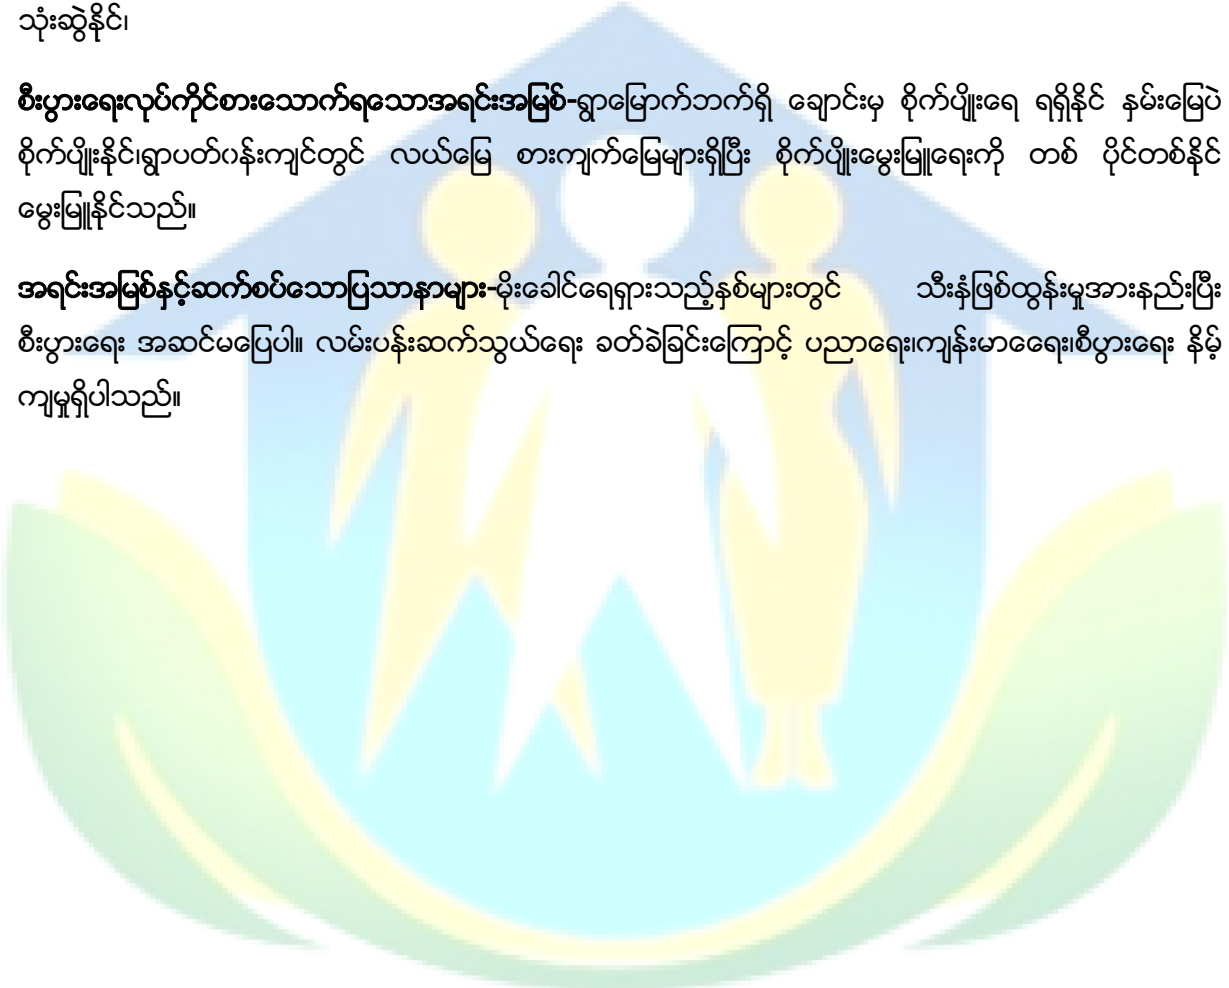 သုံးဆွဲနိုင်၊
စီးပွားရေးလုပ်ကိုင်စားသောက်ရသောအရင်းအမြစ်-ရွာမြောက်ဘက်ရှိ ချောင်းမှ စိုက်ပျိုးရေ ရရှိနိုင် နှမ်းမြေပဲ
စိုက်ပျိုးနိုင်၊ရွာပတ်ဝန်းကျင်တွင် လယ်မြေ စားကျက်မြေများရှိပြီး စိုက်ပျိုးမွေးမြူရေးကို တစ် ပိုင်တစ်နိုင်
မွေးမြူနိုင်သည်။
အရင်းအမြစ်နှင့်ဆက်စပ်သောပြဿနာများ-မိုးခေါင်ရေရှားသည့်နှစ်များတွင် သီးနှံဖြစ်ထွန်းမှုအားနည်းပြီး
စီးပွားရေး အဆင်မပြေပါ။ လမ်းပန်းဆက်သွယ်ရေး ခတ်ခဲခြင်းကြောင့် ပညာရေး၊ကျန်းမာရေး၊စီပွားရေး နိမ့်
ကျမှုရှိပါသည်။